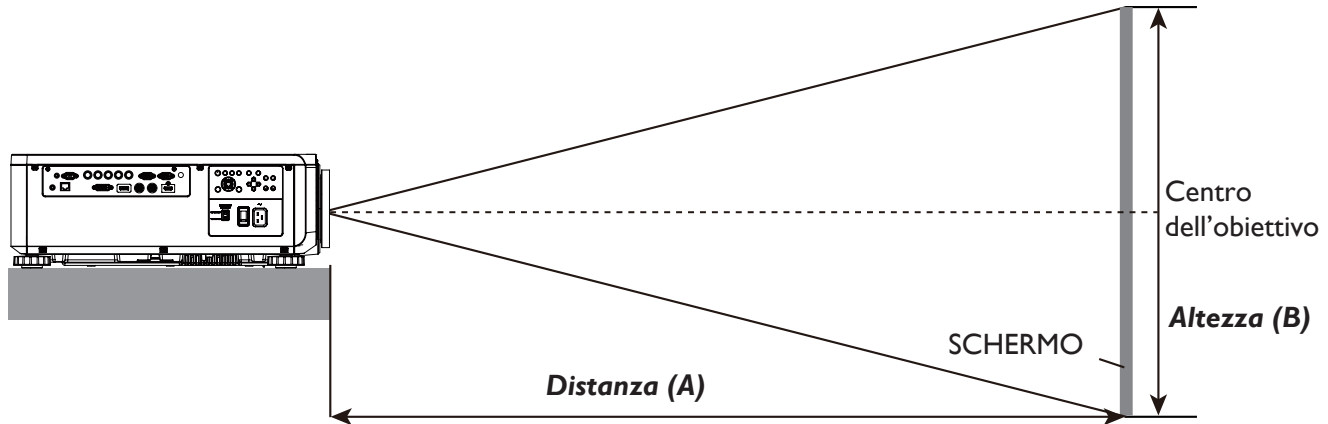 Centro
dell'obiettivo
Altezza (B)
SCHERMO
Distanza (A)